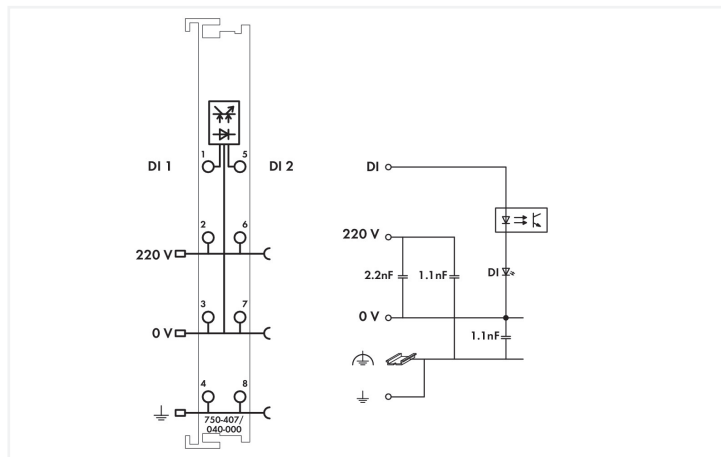 1 5
DI 1 DI 2
DI
2 6
220 V
220 V
2.2nF 1.1nF
DI
3 7
0 V
0 V
1.1nF
4 8
750-407/
040-000